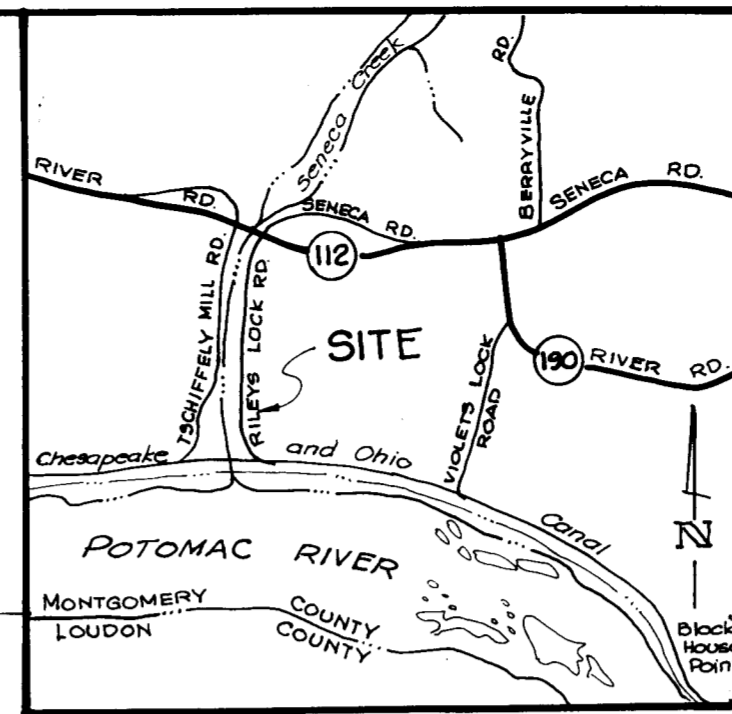 Seneca Creek
RD.
BERRYVILLE
RIVER
RD.
SENECA
RD.
SENECA
RD.
112
TSCHIFFELY MILL RD.
RILEYS LOCK RD.
SITE
190
RIVER
RD.
VIOLETS LOCK
ROAD
Chesapeake
and Ohio
Canal
N
POTOMAC RIVER
MONTGOMERY
COUNTY
LOUDON
COUNTY
Block
House
Poin